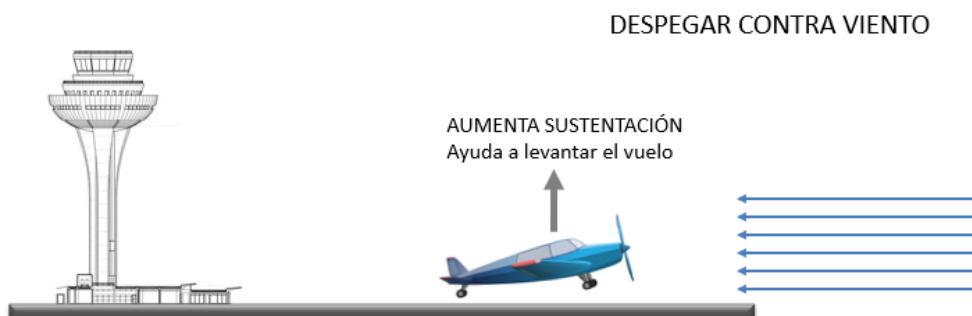 DESPEGAR CONTRA VIENTO
AUMENTA SUSTENTACIÓN
Ayuda a levantar el vuelo